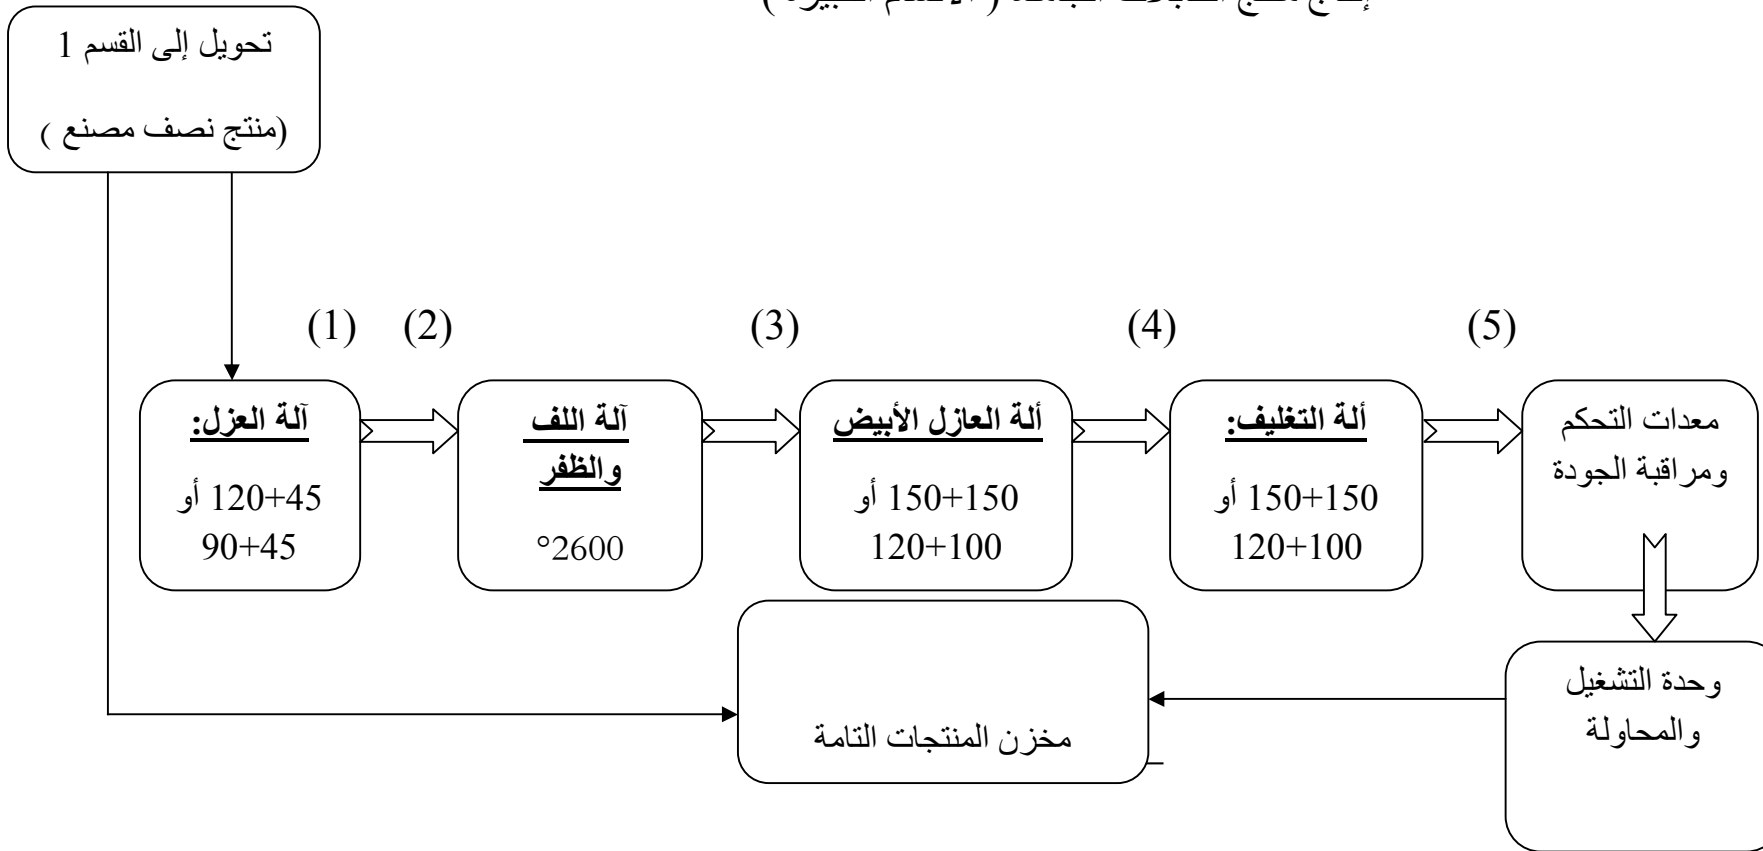 تحويل إلى القسم 1
(منتج نصف مصنع )
(1)
(2)
(3)
(4)
(5)
آلة العزل:
120+45 أو
90+45
آلة اللف
والظفر
°2600
ألة العازل الأبيض
150+150 أو
120+100
ألة التغليف:
150+150 أو
120+100
معدات التحكم
ومراقبة الجودة
وحدة التشغيل
والمحاولة
مخزن المنتجات التامة